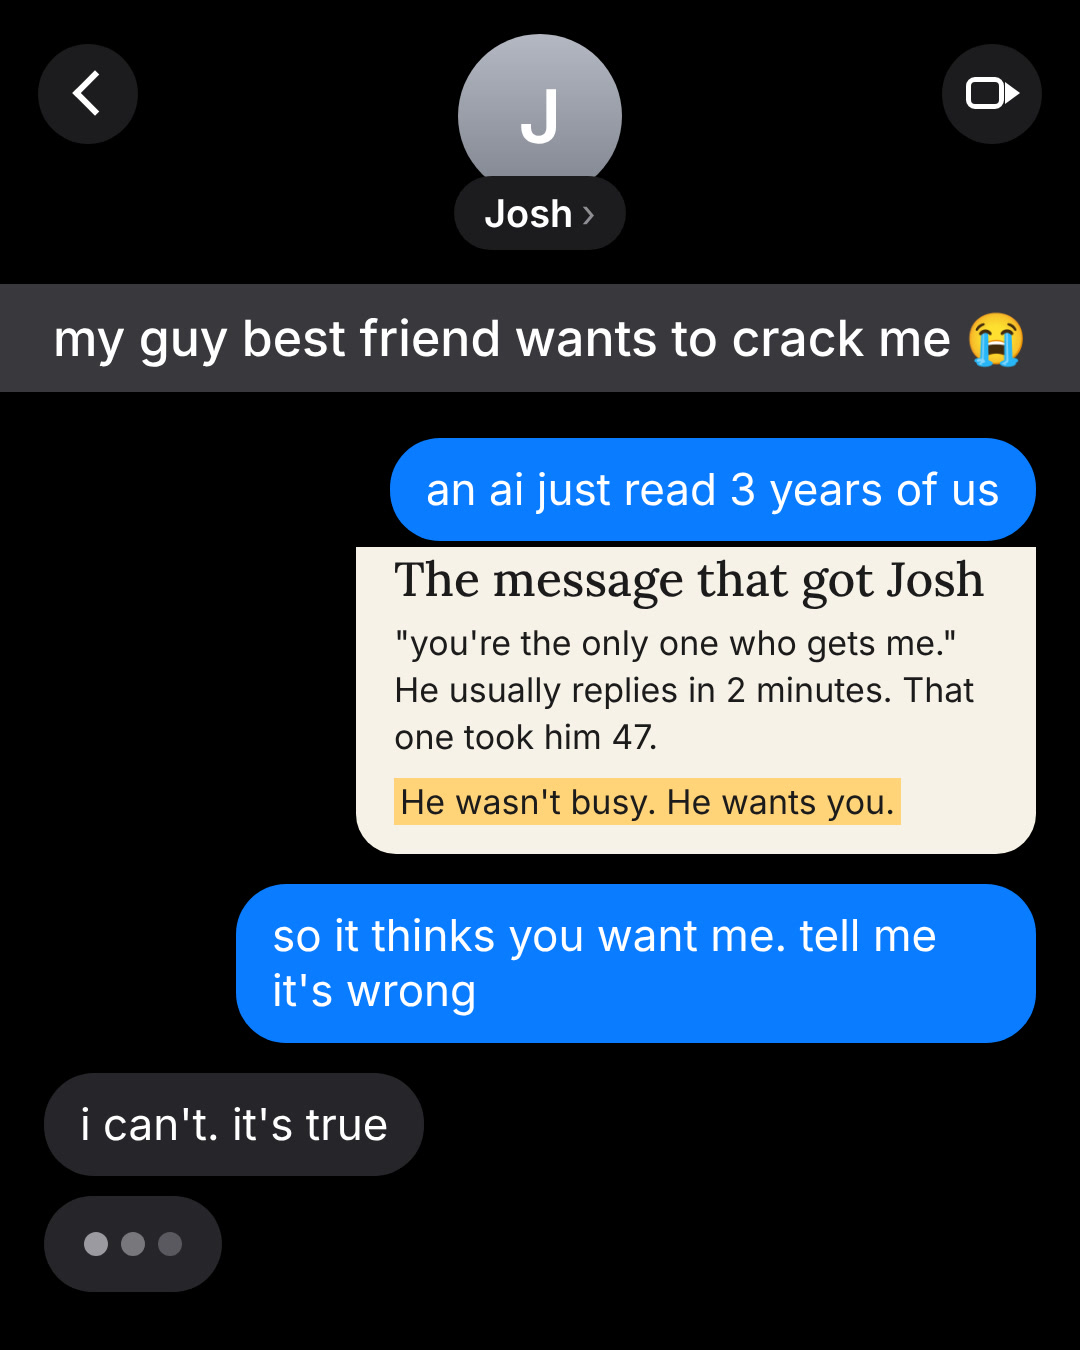 J
Josh ›
my guy best friend wants to crack me 😭
an ai just read 3 years of us
The message that got Josh
"you're the only one who gets me."
He usually replies in 2 minutes. That
one took him 47.
He wasn't busy. He wants you.
so it thinks you want me. tell me
it's wrong
i can't. it's true